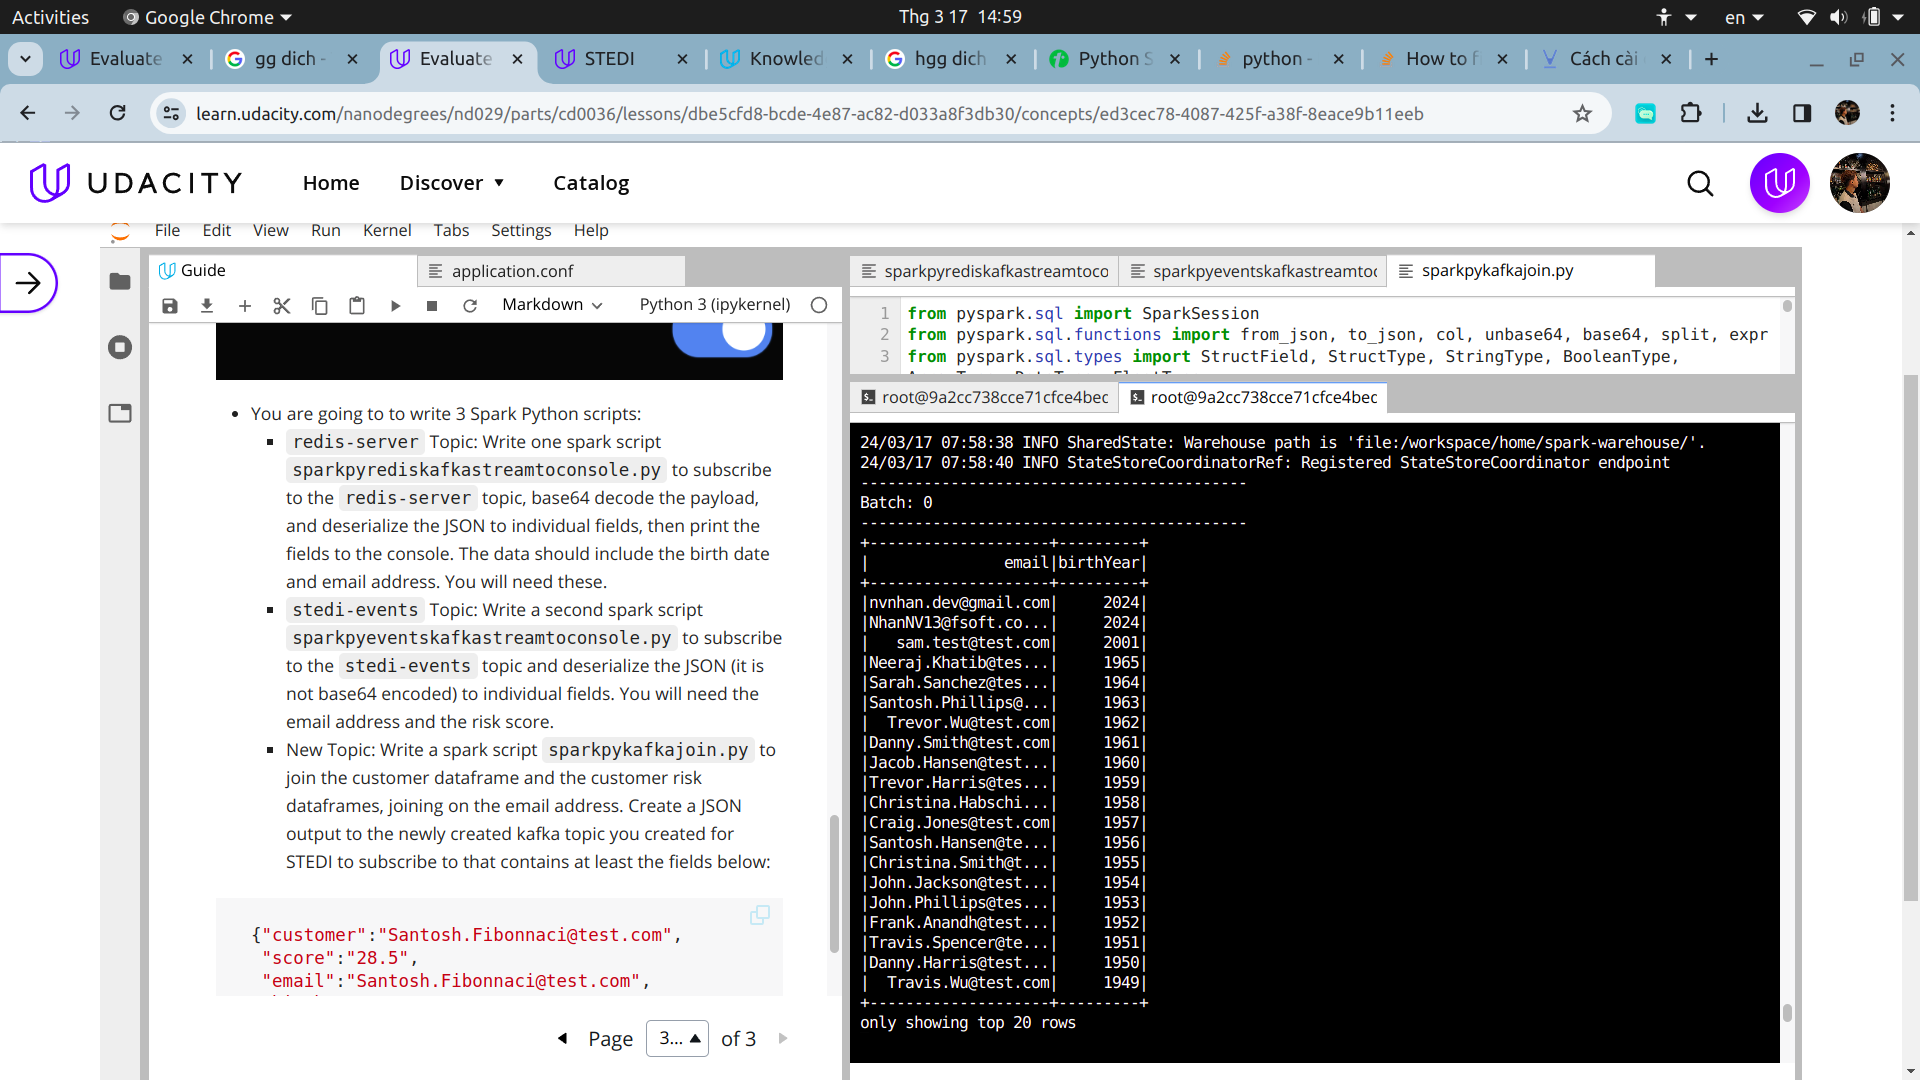 Activities
Google Chrome
Thg 3 17 14:59
en
Evaluate
gg dich -
Evaluate
STEDI
Knowled
hgg dich
Python S
python -
How to f
Cách cài
learn.udacity.com/nanodegrees/nd029/parts/cd0036/lessons/dbe5cfd8-bcde-4e87-ac82-d033a8f3db30/concepts/ed3cec78-4087-425f-a38f-8eace9b11eeb
UDACITY
Home
Discover
Catalog
File Edit View Run Kernel Tabs Settings Help
Guide
application.conf
Markdown
Python 3 (ipykernel)
You are going to to write 3 Spark Python scripts:
redis-server Topic: Write one spark script
sparkpyrediskafkastreamtoconsole.py to subscribe
to the redis-server topic, base64 decode the payload,
and deserialize the JSON to individual fields, then print the
fields to the console. The data should include the birth date
and email address. You will need these.
stedi-events Topic: Write a second spark script
sparkpyeventskafkastreamtoconsole.py to subscribe
to the stedi-events topic and deserialize the JSON (it is
not base64 encoded) to individual fields. You will need the
email address and the risk score.
New Topic: Write a spark script sparkpykafkajoin.py to
join the customer dataframe and the customer risk
dataframes, joining on the email address. Create a JSON
output to the newly created kafka topic you created for
STEDI to subscribe to that contains at least the fields below:
{"customer":"Santosh.Fibonnaci@test.com",
"score":"28.5",
"email":"Santosh.Fibonnaci@test.com",
Page 3... of 3
sparkpyrediskafkastreamtoco
sparkpyeventskafkastreamtoc
sparkpykafkajoin.py
1 from pyspark.sql import SparkSession
2 from pyspark.sql.functions import from_json, to_json, col, unbase64, base64, split, expr
3 from pyspark.sql.types import StructField, StructType, StringType, BooleanType,
root@9a2cc738cce71cfce4bec
root@9a2cc738cce71cfce4bec
24/03/17 07:58:38 INFO SharedState: Warehouse path is 'file:/workspace/home/spark-warehouse/'.
24/03/17 07:58:40 INFO StateStoreCoordinatorRef: Registered StateStoreCoordinator endpoint
-------------------------------------------
Batch: 0
-------------------------------------------
+--------------------+---------+
|               email|birthYear|
+--------------------+---------+
|nvnhan.dev@gmail.com|     2024|
|NhanNV13@fsoft.co...|     2024|
|   sam.test@test.com|     2001|
|Neeraj.Khatib@tes...|     1965|
|Sarah.Sanchez@tes...|     1964|
|Santosh.Phillips@...|     1963|
|  Trevor.Wu@test.com|     1962|
|Danny.Smith@test.com|     1961|
|Jacob.Hansen@test...|     1960|
|Trevor.Harris@tes...|     1959|
|Christina.Habschi...|     1958|
|Craig.Jones@test.com|     1957|
|Santosh.Hansen@te...|     1956|
|Christina.Smith@t...|     1955|
|John.Jackson@test...|     1954|
|John.Phillips@tes...|     1953|
|Frank.Anandh@test...|     1952|
|Travis.Spencer@te...|     1951|
|Danny.Harris@test...|     1950|
|  Travis.Wu@test.com|     1949|
+--------------------+---------+
only showing top 20 rows